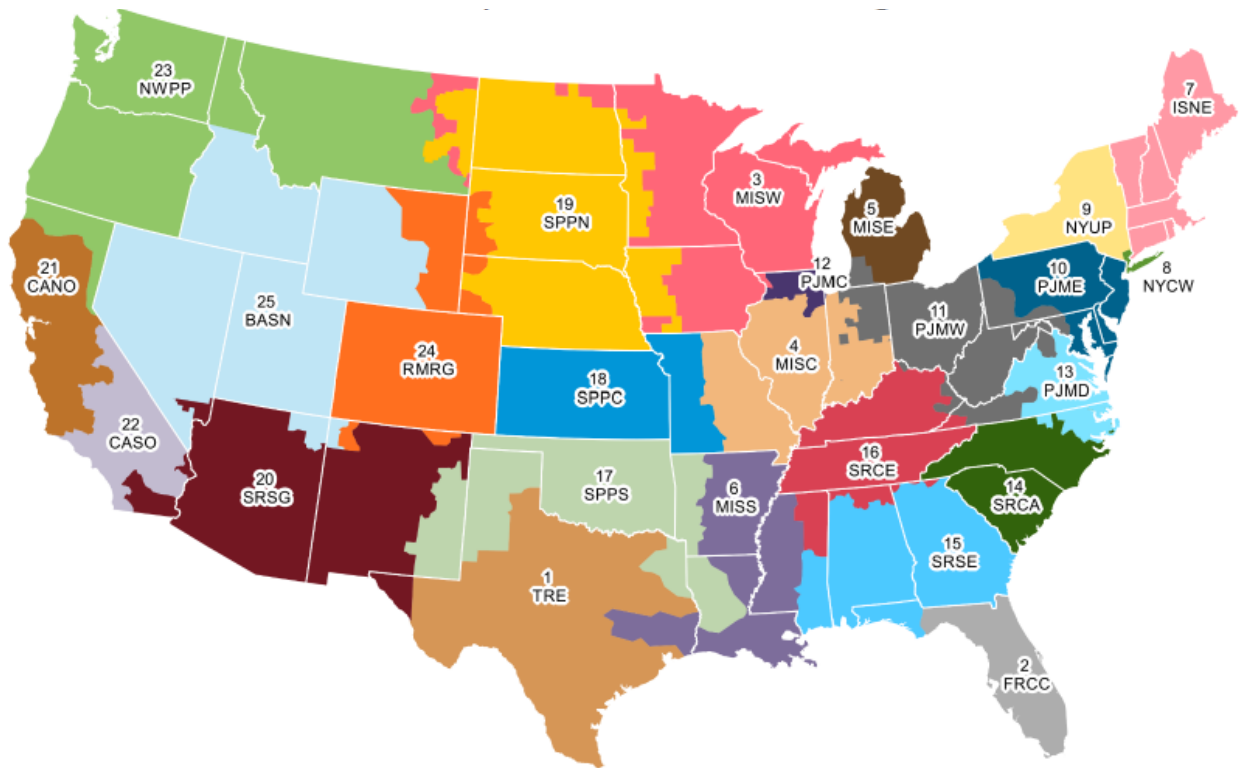 23
NWPP
7
ISNE
3
MISW
19
SPPN
5
MISE
9
NYUP
21
CANO
12
PJMC
10
PJME
8
NYCW
25
BASN
11
PJMW
24
RMRG
4
MISC
18
SPPC
13
PJMD
22
CASO
16
SRCE
20
SRSG
17
SPPS
6
MISS
14
SRCA
15
SRSE
1
TRE
2
FRCC